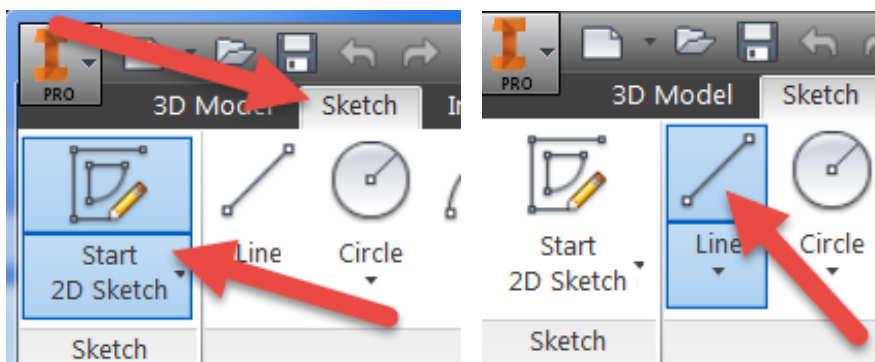 PRO
3D Model Sketch
Line Circle
Start
2D Sketch
Sketch
PRO
3D Model Sketch
Line Circle
Start
2D Sketch
Sketch